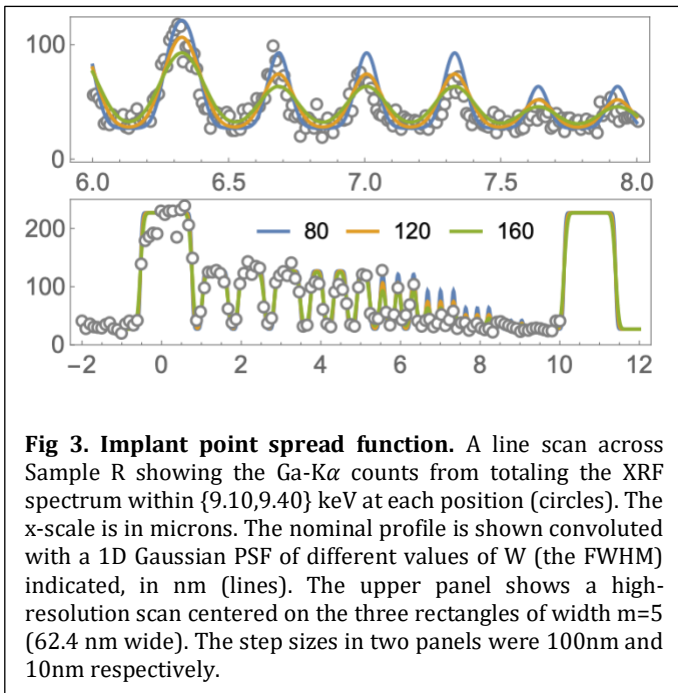 100
0
6.0 6.5 7.0 7.5 8.0
200
80 120 160
100
0
−2 0 2 4 6 8 10 12
Fig 3. Implant point spread function. A line scan across
Sample R showing the Ga-Kα counts from totaling the XRF
spectrum within {9.10,9.40} keV at each position (circles). The
x-scale is in microns. The nominal profile is shown convoluted
with a 1D Gaussian PSF of different values of W (the FWHM)
indicated, in nm (lines). The upper panel shows a high-
resolution scan centered on the three rectangles of width m=5
(62.4 nm wide). The step sizes in two panels were 100nm and
10nm respectively.